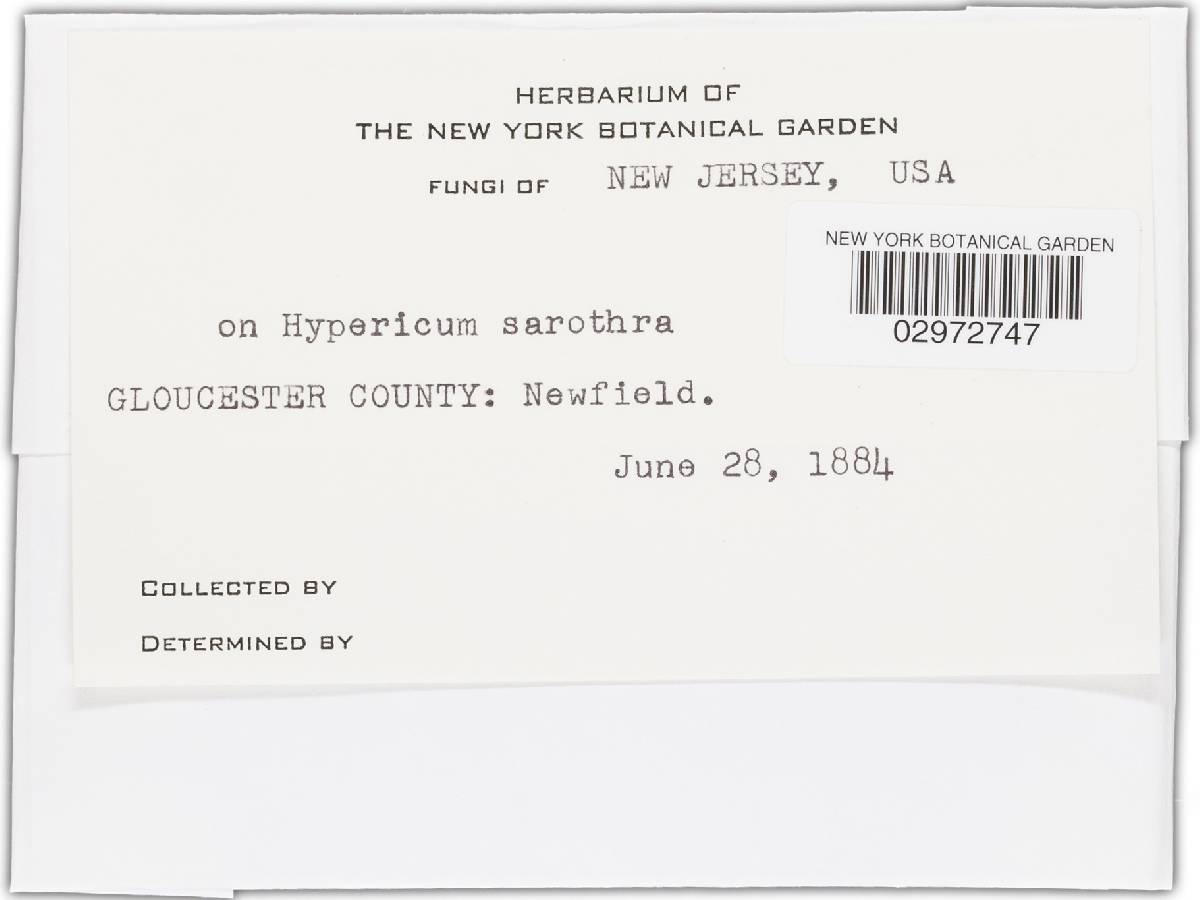 HERBARIUM OF
THE NEW YORK BOTANICAL GARDEN
FUNGI OF NEW JERSEY, USA
NEW YORK BOTANICAL GARDEN
02972747
on Hypericum sarothra
GLOUCESTER COUNTY: Newfield.
June 28, 1884
COLLECTED BY
DETERMINED BY